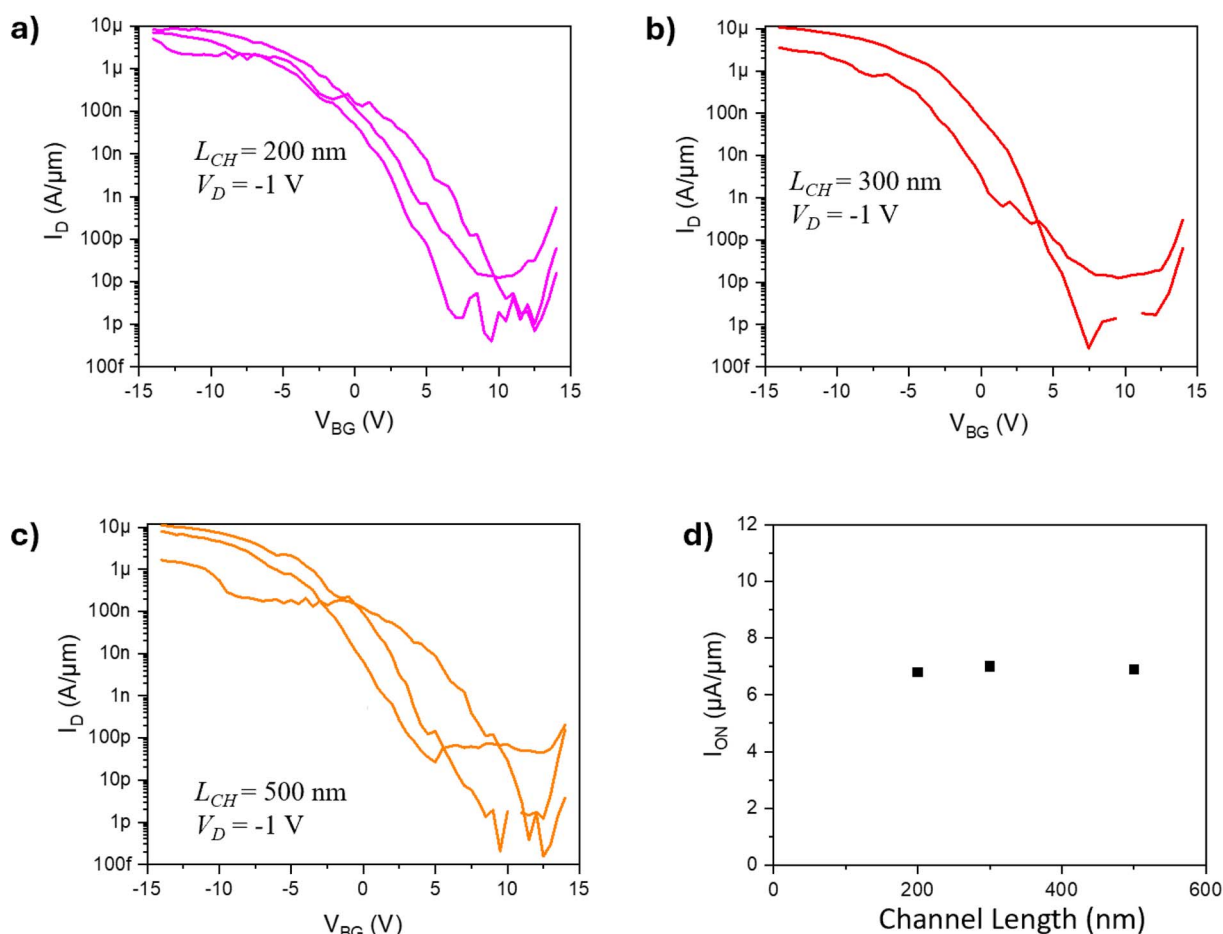 a)
10µ
1µ
100n
10n
1n
100p
10p
1p
100f
I_D (A/µm)
L_CH = 200 nm
V_D = -1 V
-15 -10 -5 0 5 10 15
V_BG (V)
b)
10µ
1µ
100n
10n
1n
100p
10p
1p
100f
I_D (A/µm)
L_CH = 300 nm
V_D = -1 V
-15 -10 -5 0 5 10 15
V_BG (V)
c)
10µ
1µ
100n
10n
1n
100p
10p
1p
100f
I_D (A/µm)
L_CH = 500 nm
V_D = -1 V
-15 -10 -5 0 5 10 15
V_BG (V)
d)
12
10
8
6
4
2
0
I_ON (µA/µm)
0 200 400 600
Channel Length (nm)